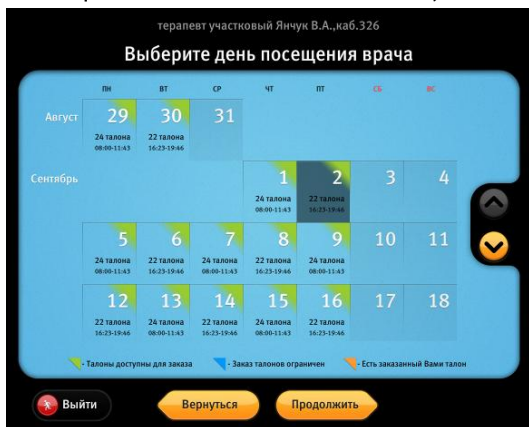 терапевт участковый Янчук В.А.,каб.326
Выберите день посещения врача
пн вт ср чт пт сб вс
Август 29 30 31
24 талона 22 талона
08:00-11:43 16:23-19:46
Сентябрь 1 2 3 4
24 талона 22 талона
08:00-11:43 16:23-19:46
5 6 7 8 9 10 11
24 талона 22 талона 24 талона 22 талона 24 талона
08:00-11:43 16:23-19:46 08:00-11:43 16:23-19:46 08:00-11:43
12 13 14 15 16 17 18
22 талона 24 талона 22 талона 24 талона 22 талона
16:23-19:46 08:00-11:43 16:23-19:46 08:00-11:43 16:23-19:46
- Талоны доступны для заказа - Заказ талонов ограничен - Есть заказанный Вами талон
Выйти Вернуться Продолжить